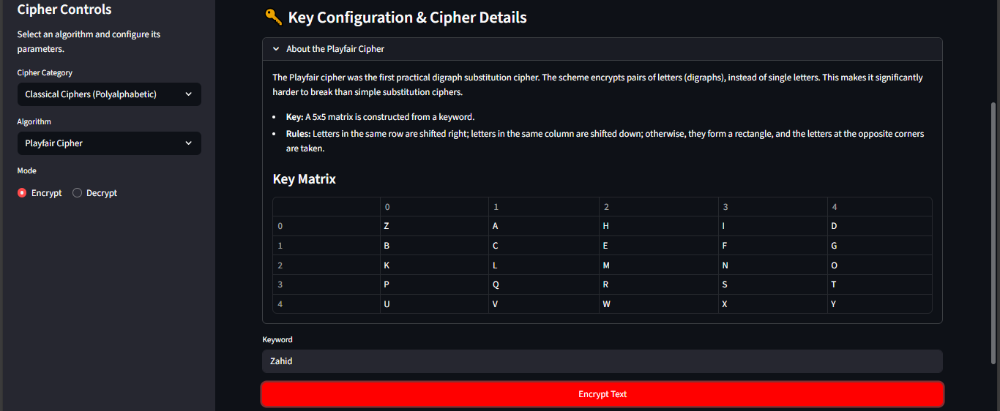 Cipher Controls
Select an algorithm and configure its
parameters.
Cipher Category
Classical Ciphers (Polyalphabetic)
Algorithm
Playfair Cipher
Mode
Encrypt Decrypt
Key Configuration & Cipher Details
About the Playfair Cipher
The Playfair cipher was the first practical digraph substitution cipher. The scheme encrypts pairs of letters (digraphs), instead of single letters. This makes it significantly
harder to break than simple substitution ciphers.
• Key: A 5x5 matrix is constructed from a keyword.
• Rules: Letters in the same row are shifted right; letters in the same column are shifted down; otherwise, they form a rectangle, and the letters at the opposite corners
are taken.
Key Matrix
0 1 2 3 4
0 Z A H I D
1 B C E F G
2 K L M N O
3 P Q R S T
4 U V W X Y
Keyword
Zahid
Encrypt Text